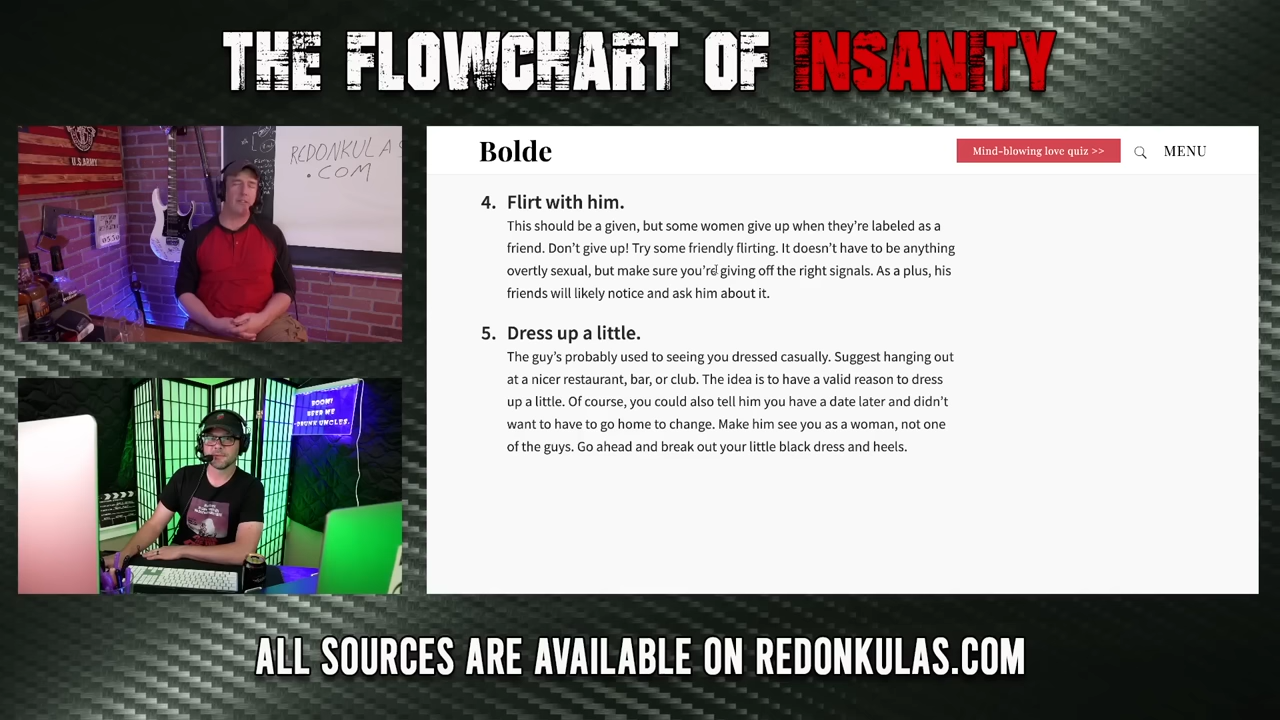 THE FLOWCHART OF INSANITY
U.S. ARMY
REDONKULAS
.COM
Bolde
Mind-blowing love quiz >>
MENU
4. Flirt with him.
This should be a given, but some women give up when they’re labeled as a
friend. Don’t give up! Try some friendly flirting. It doesn’t have to be anything
overtly sexual, but make sure you’re giving off the right signals. As a plus, his
friends will likely notice and ask him about it.
5. Dress up a little.
The guy’s probably used to seeing you dressed casually. Suggest hanging out
at a nicer restaurant, bar, or club. The idea is to have a valid reason to dress
up a little. Of course, you could also tell him you have a date later and didn’t
want to have to go home to change. Make him see you as a woman, not one
of the guys. Go ahead and break out your little black dress and heels.
BOOM!
BEER ME
-DRUNK UNCLES.
ALL SOURCES ARE AVAILABLE ON REDONKULAS.COM